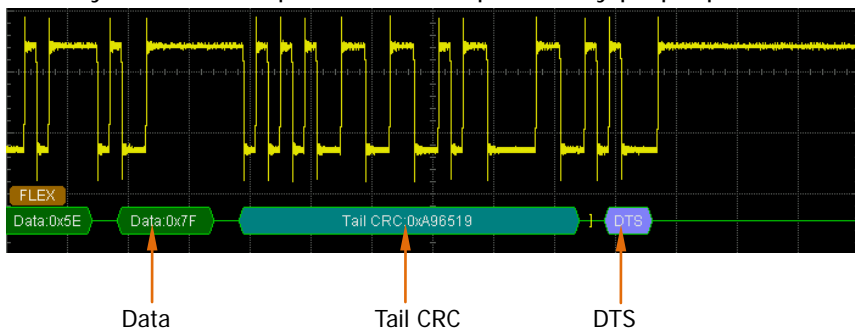 FLEX
Data:0x5E Data:0x7F Tail CRC:0xA96519 ] DTS
Data Tail CRC DTS